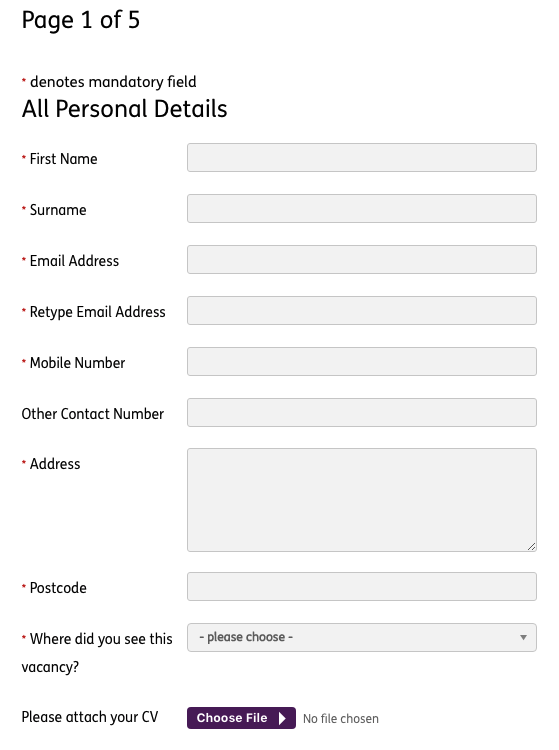 Page 1 of 5
* denotes mandatory field
All Personal Details
* First Name
* Surname
* Email Address
* Retype Email Address
* Mobile Number
Other Contact Number
* Address
* Postcode
* Where did you see this
vacancy?
- please choose -
Please attach your CV
Choose File
No file chosen